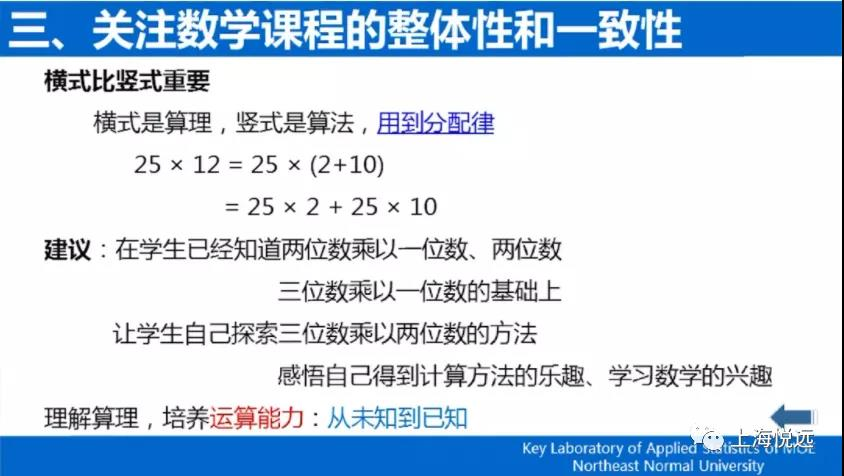 三、关注数学课程的整体性和一致性
横式比竖式重要
横式是算理，竖式是算法，用到分配律
25 × 12 = 25 × (2+10)
= 25 × 2 + 25 × 10
建议：在学生已经知道两位数乘以一位数、两位数
三位数乘以一位数的基础上
让学生自己探索三位数乘以两位数的方法
感悟自己得到计算方法的乐趣、学习数学的兴趣
理解算理，培养运算能力：从未知到已知
上海悦远
Key Laboratory of Applied Statistics of MOE
Northeast Normal University